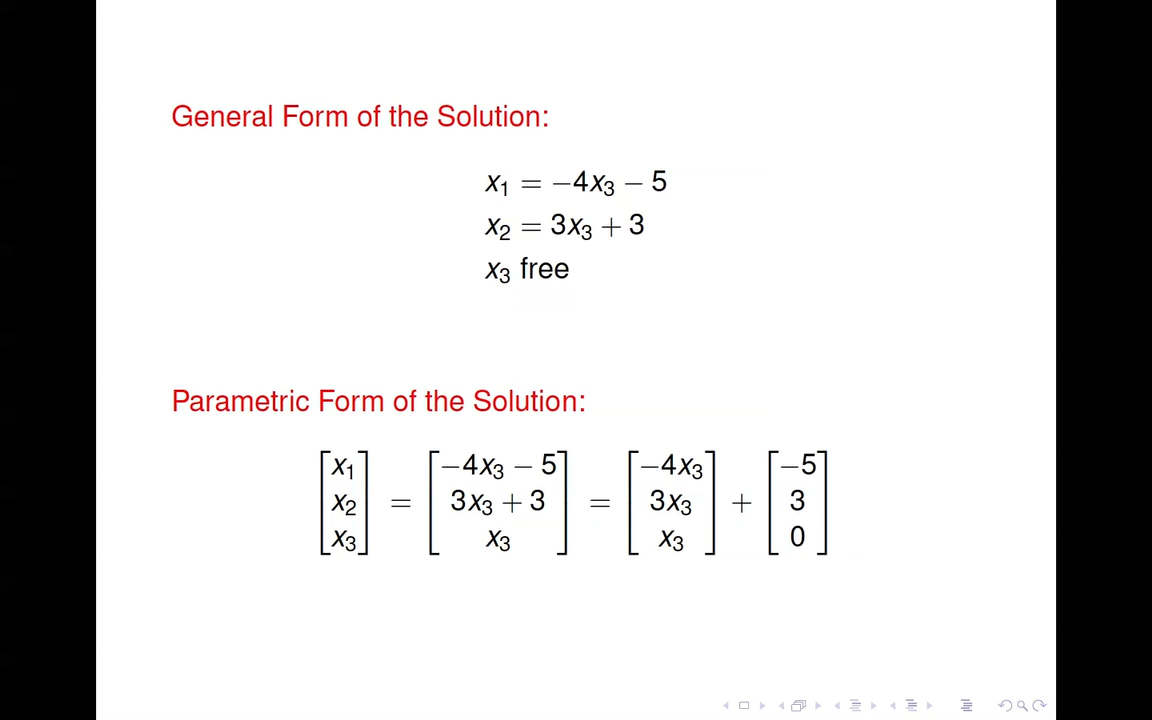 General Form of the Solution:
x₁ = −4x₃ − 5
x₂ = 3x₃ + 3
x₃ free
Parametric Form of the Solution:
[x₁]   [−4x₃ − 5]   [−4x₃]   [−5]
[x₂] = [3x₃ + 3] = [3x₃] + [3]
[x₃]   [x₃]   [x₃]   [0]